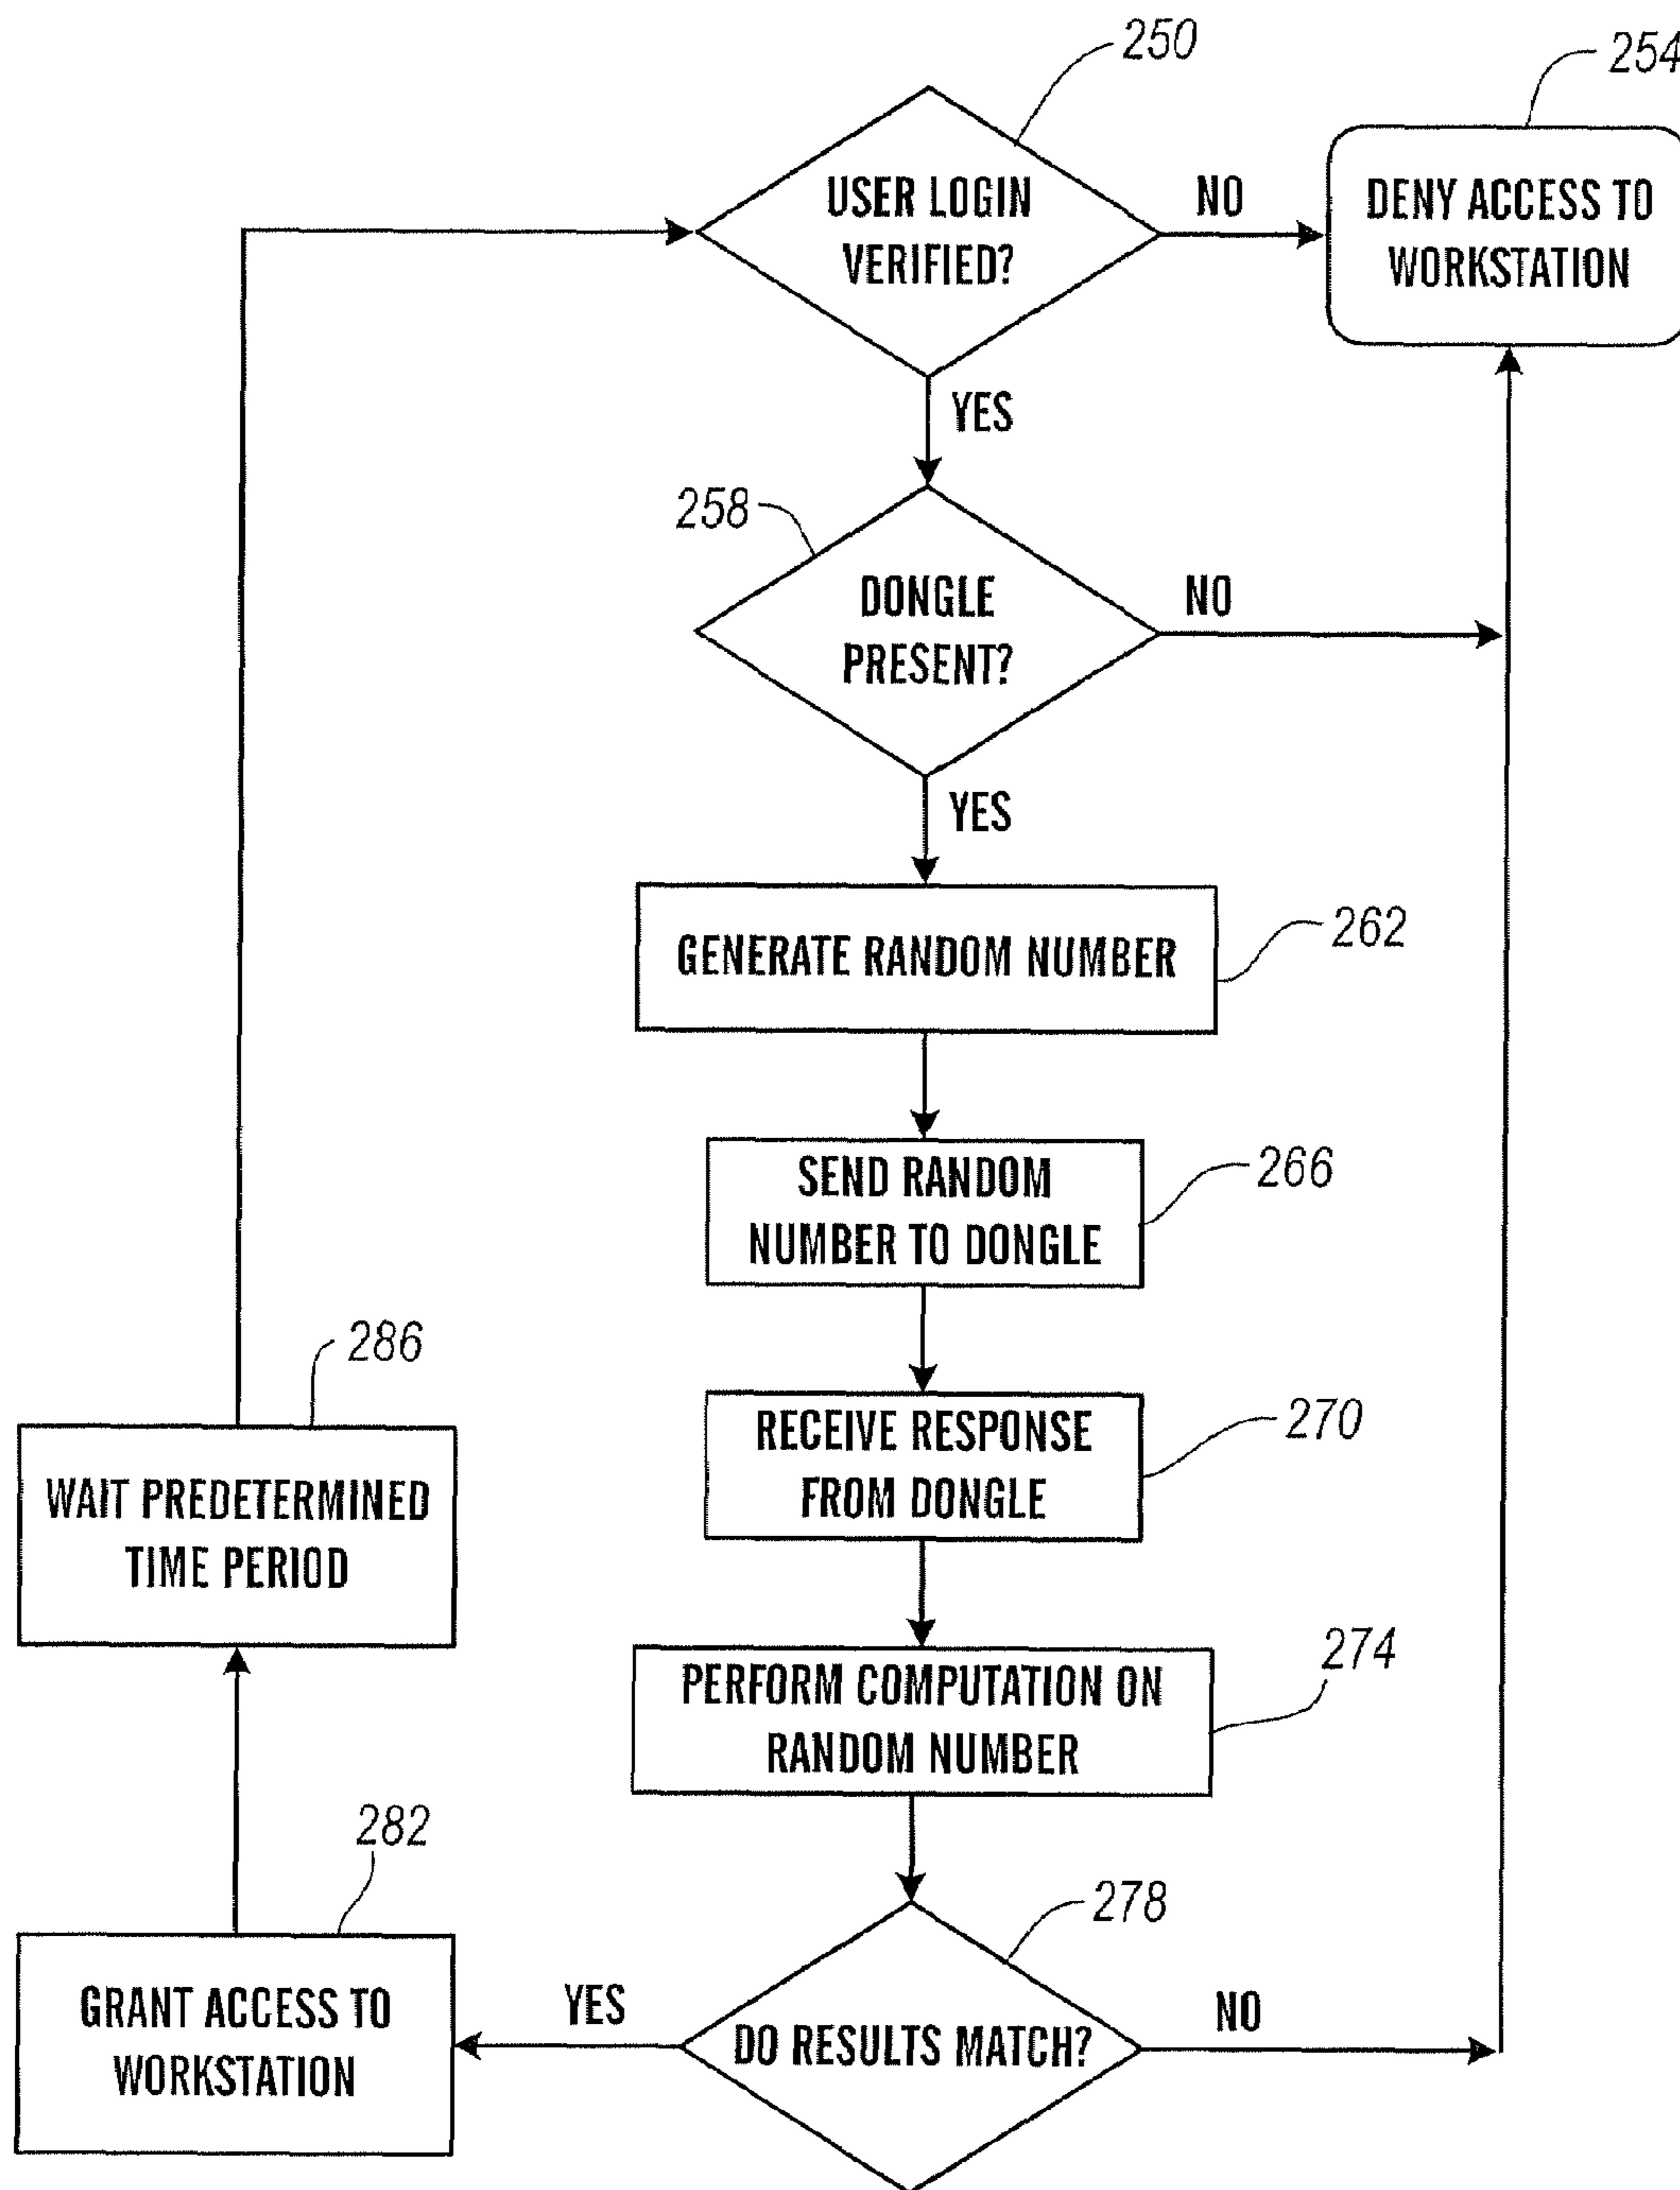 250
254
USER LOGIN
VERIFIED?
NO
DENY ACCESS TO
WORKSTATION
YES
258
DONGLE
PRESENT?
NO
YES
GENERATE RANDOM NUMBER
262
SEND RANDOM
NUMBER TO DONGLE
266
286
RECEIVE RESPONSE
FROM DONGLE
270
WAIT PREDETERMINED
TIME PERIOD
PERFORM COMPUTATION ON
RANDOM NUMBER
274
282
278
GRANT ACCESS TO
WORKSTATION
YES
DO RESULTS MATCH?
NO